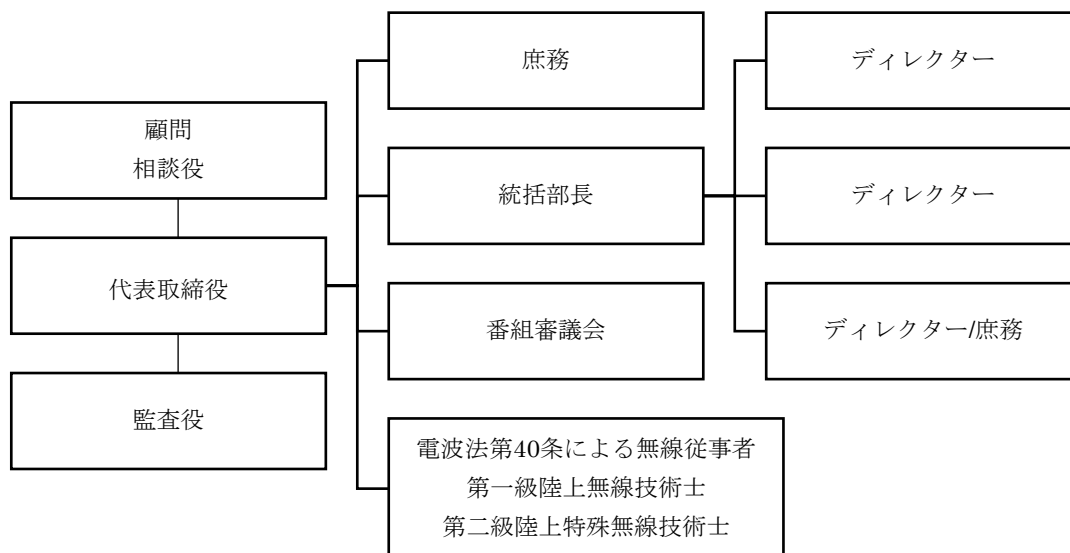 顧問
相談役
代表取締役
監査役
庶務
統括部長
番組審議会
電波法第40条による無線従事者
第一級陸上無線技術士
第二級陸上特殊無線技術士
ディレクター
ディレクター
ディレクター/庶務